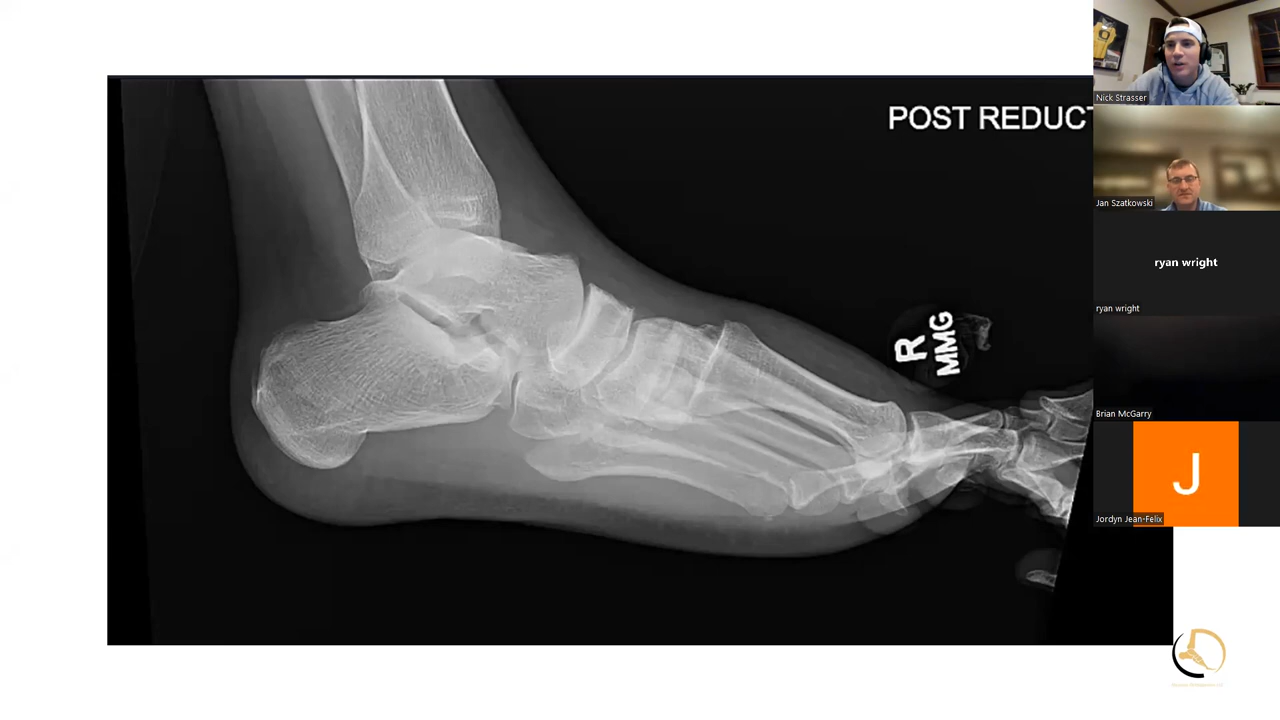 POST REDUCT
R
MMG
Nick Strasser
Jan Szatkowski
ryan wright
ryan wright
Brian McGarry
J
Jordyn Jean-Felix